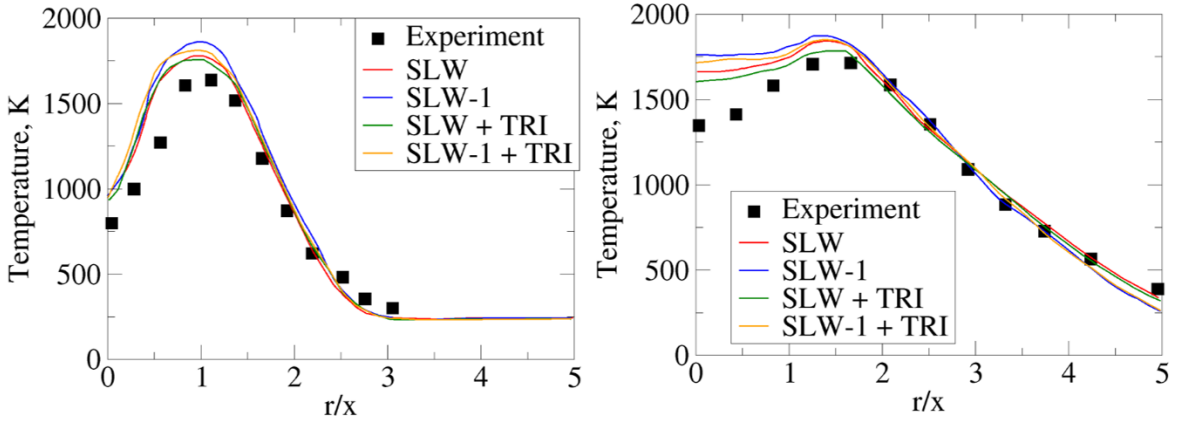 2000
1500
1000
500
0
Temperature, K
Experiment
SLW
SLW-1
SLW + TRI
SLW-1 + TRI
0 1 2 3 4 5
r/x
2000
1500
1000
500
0
Temperature, K
Experiment
SLW
SLW-1
SLW + TRI
SLW-1 + TRI
0 1 2 3 4 5
r/x